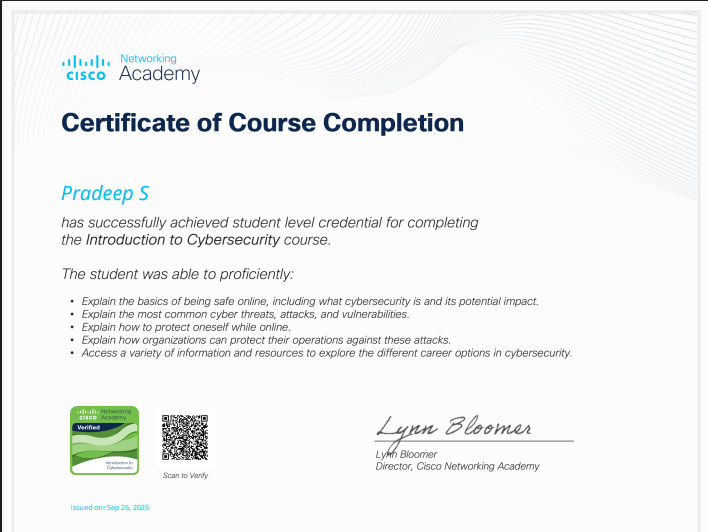 Networking
CISCO Academy
Certificate of Course Completion
Pradeep S
has successfully achieved student level credential for completing
the Introduction to Cybersecurity course.
The student was able to proficiently:
• Explain the basics of being safe online, including what cybersecurity is and its potential impact.
• Explain the most common cyber threats, attacks, and vulnerabilities.
• Explain how to protect oneself while online.
• Explain how organizations can protect their operations against these attacks.
• Access a variety of information and resources to explore the different career options in cybersecurity.
Networking
CISCO Academy
Verified
Introduction to
Cybersecurity
Scan to Verify
Lynn Bloomer
Lynn Bloomer
Director, Cisco Networking Academy
Issued on: Sep 26, 2025